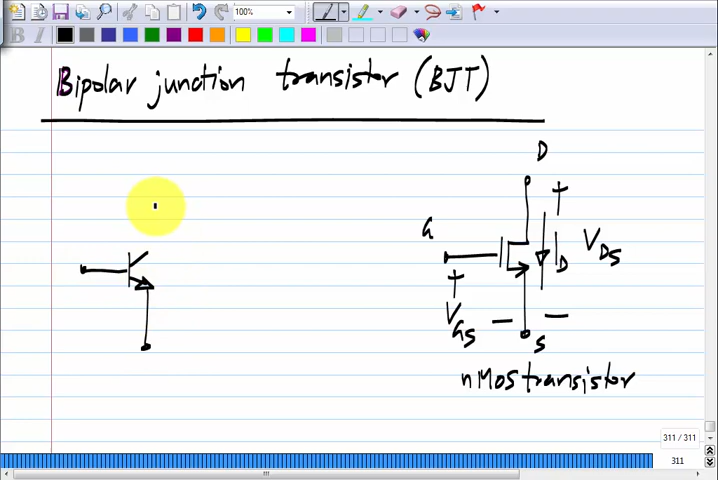 100%
B I
Bipolar junction transistor (BJT)
D
+
G
ID
VDS
+
VGS
S
nMos transistor
311 / 311
311